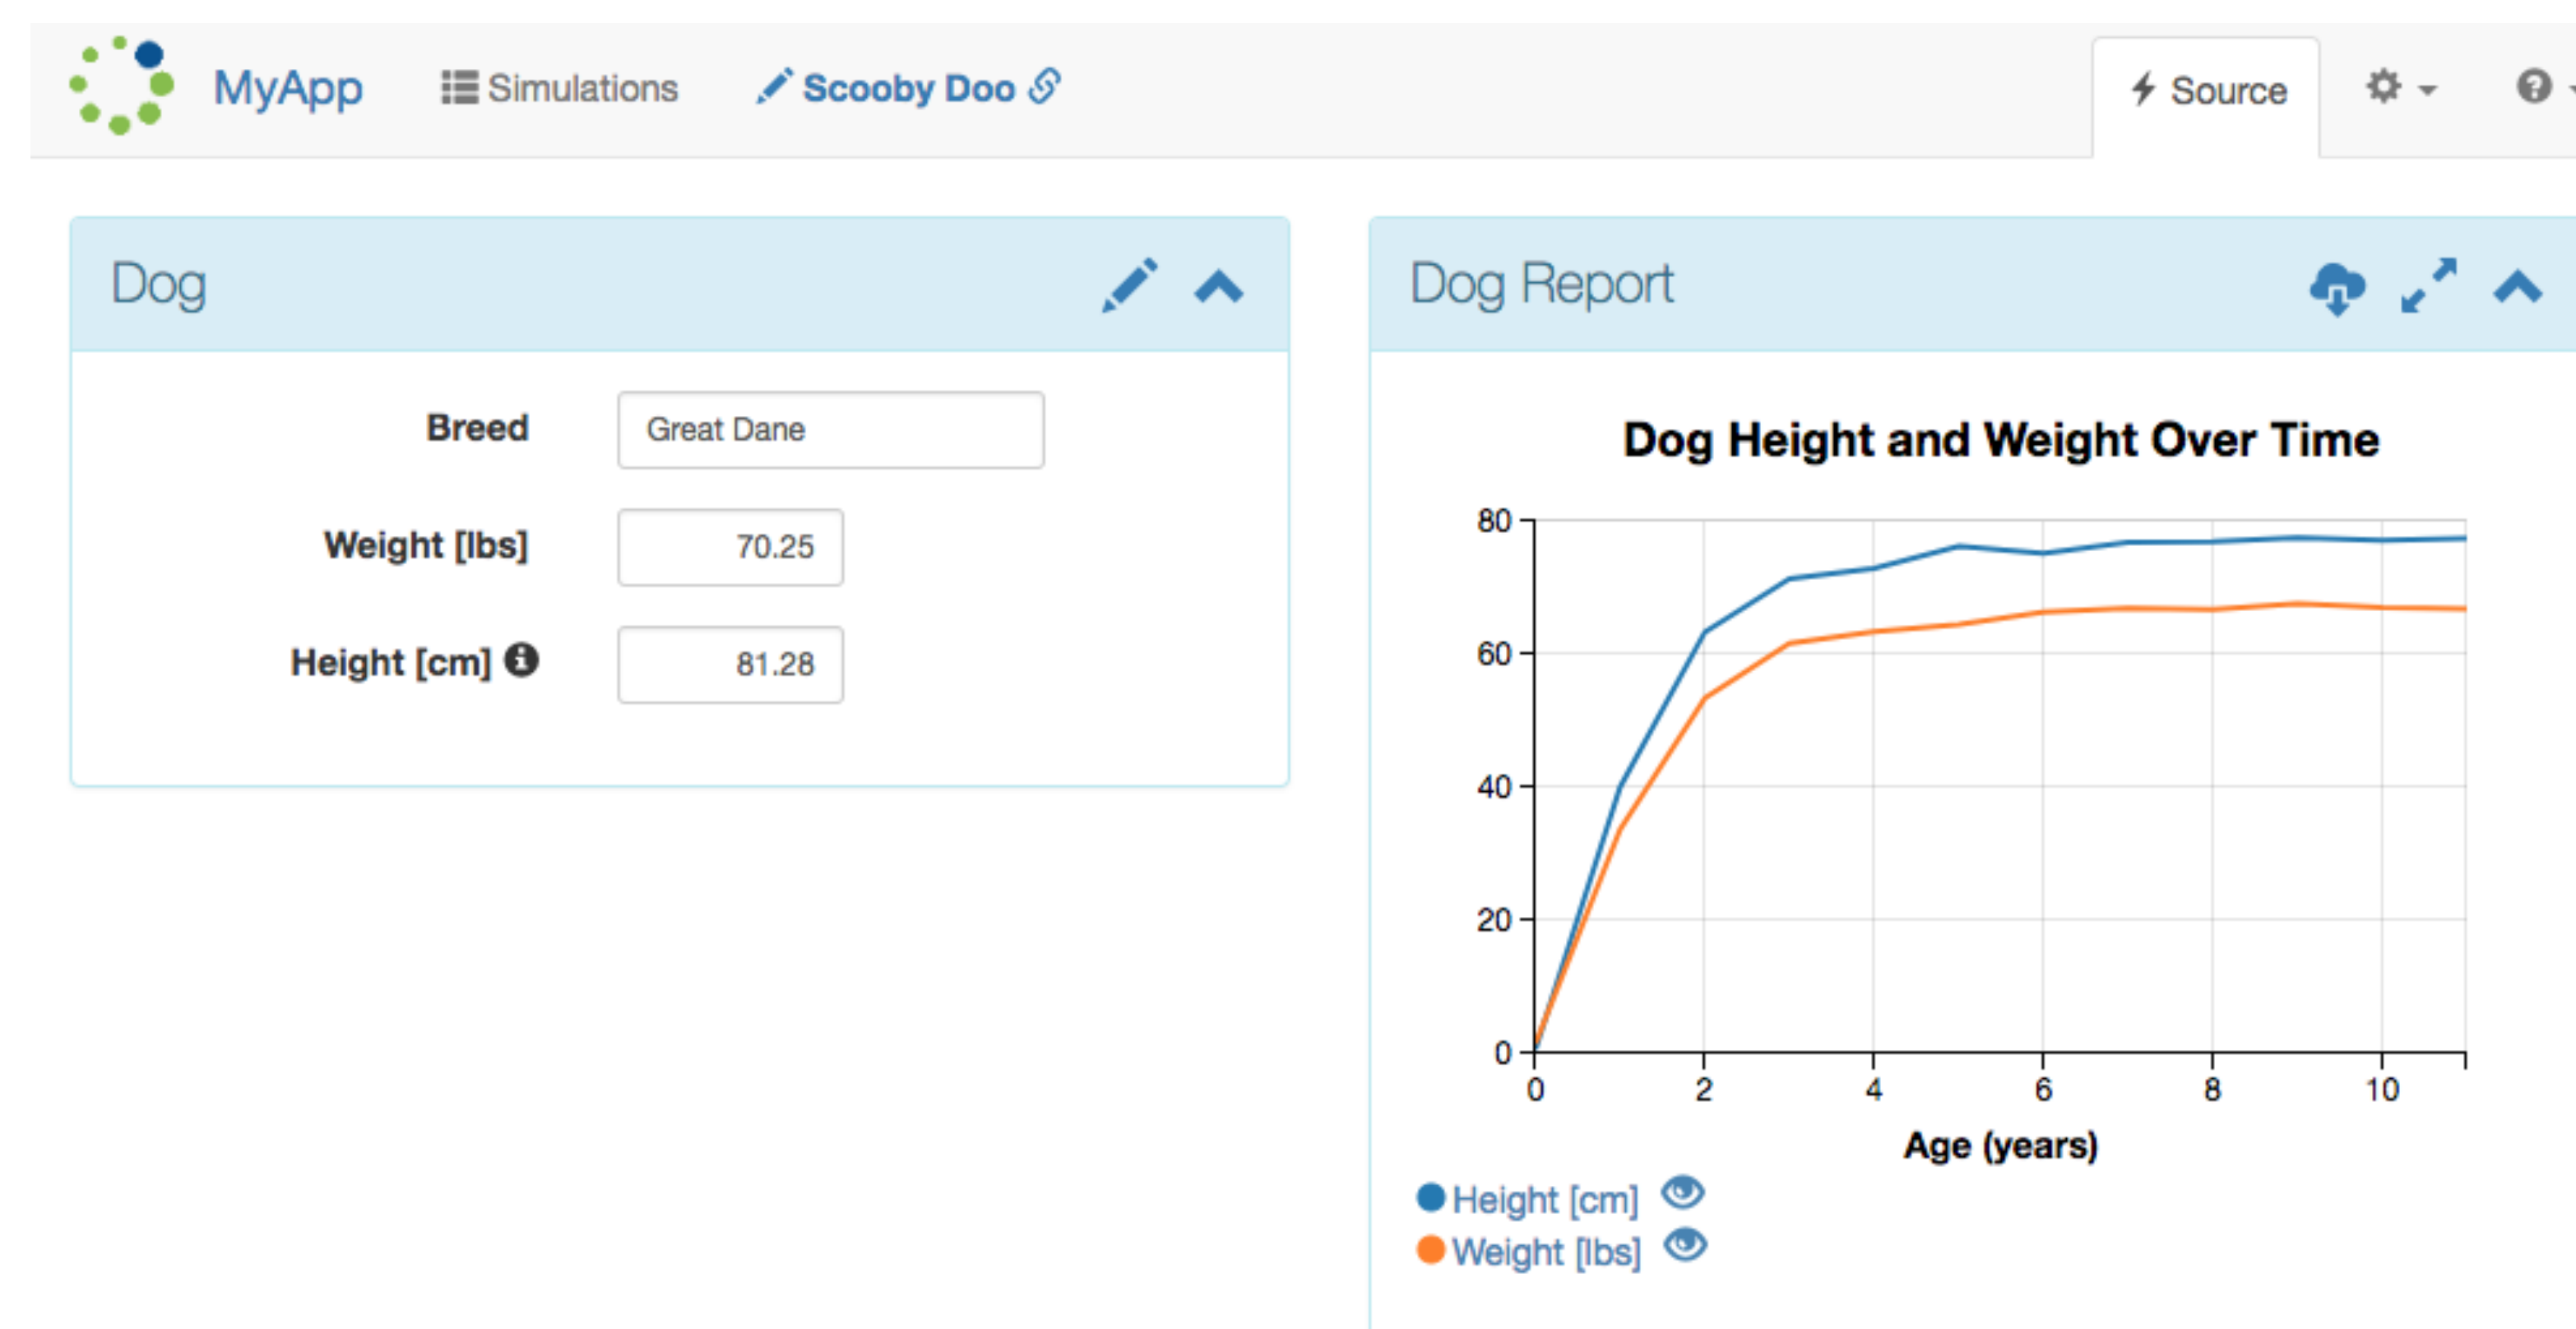 MyApp Simulations Scooby Doo Source
Dog
Breed Great Dane
Weight [lbs] 70.25
Height [cm] 81.28
Dog Report
Dog Height and Weight Over Time
80
60
40
20
0
0 2 4 6 8 10
Age (years)
Height [cm]
Weight [lbs]